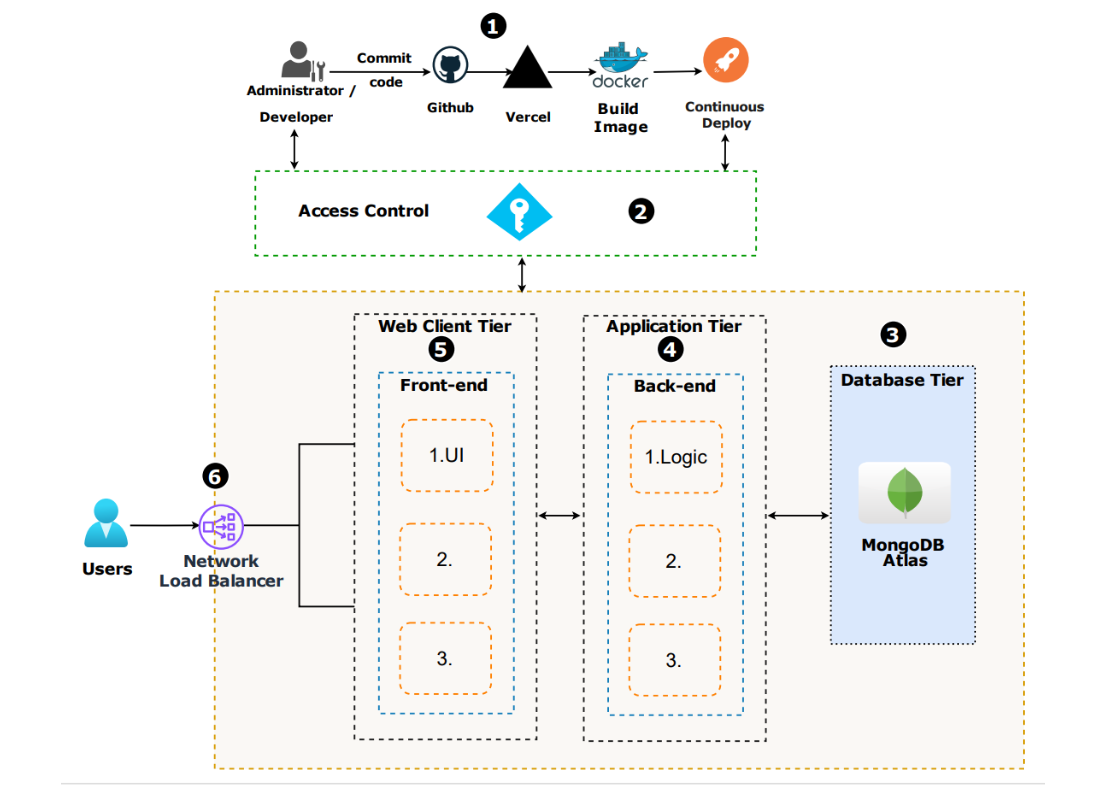 1
Commit
code
docker
Administrator /
Developer
Github
Vercel
Build
Image
Continuous
Deploy
Access Control
2
Web Client Tier
5
Front-end
1.UI
2.
3.
Application Tier
4
Back-end
1.Logic
2.
3.
3
Database Tier
MongoDB
Atlas
6
Users
Network
Load Balancer